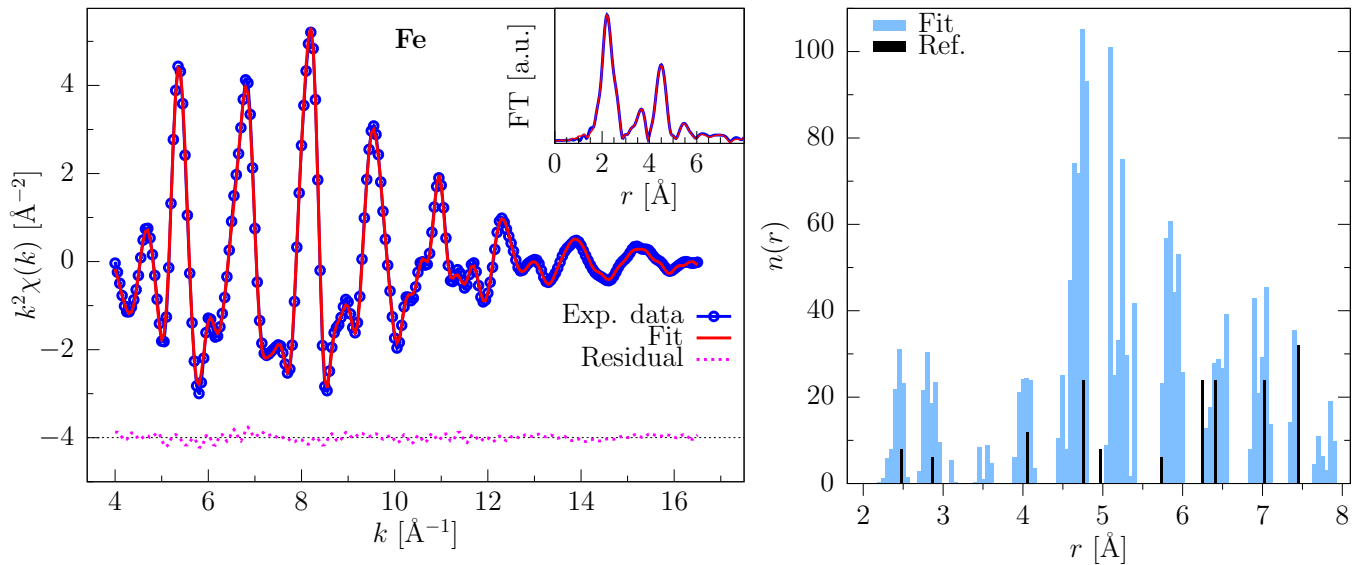 Fe
k²χ(k) [Å⁻²]
4
2
0
−2
−4
4
6
8
10
12
14
16
k [Å⁻¹]
Exp. data
Fit
Residual
FT [a.u.]
0
2
4
6
r [Å]
Fit
Ref.
n(r)
100
80
60
40
20
0
2
3
4
5
6
7
8
r [Å]